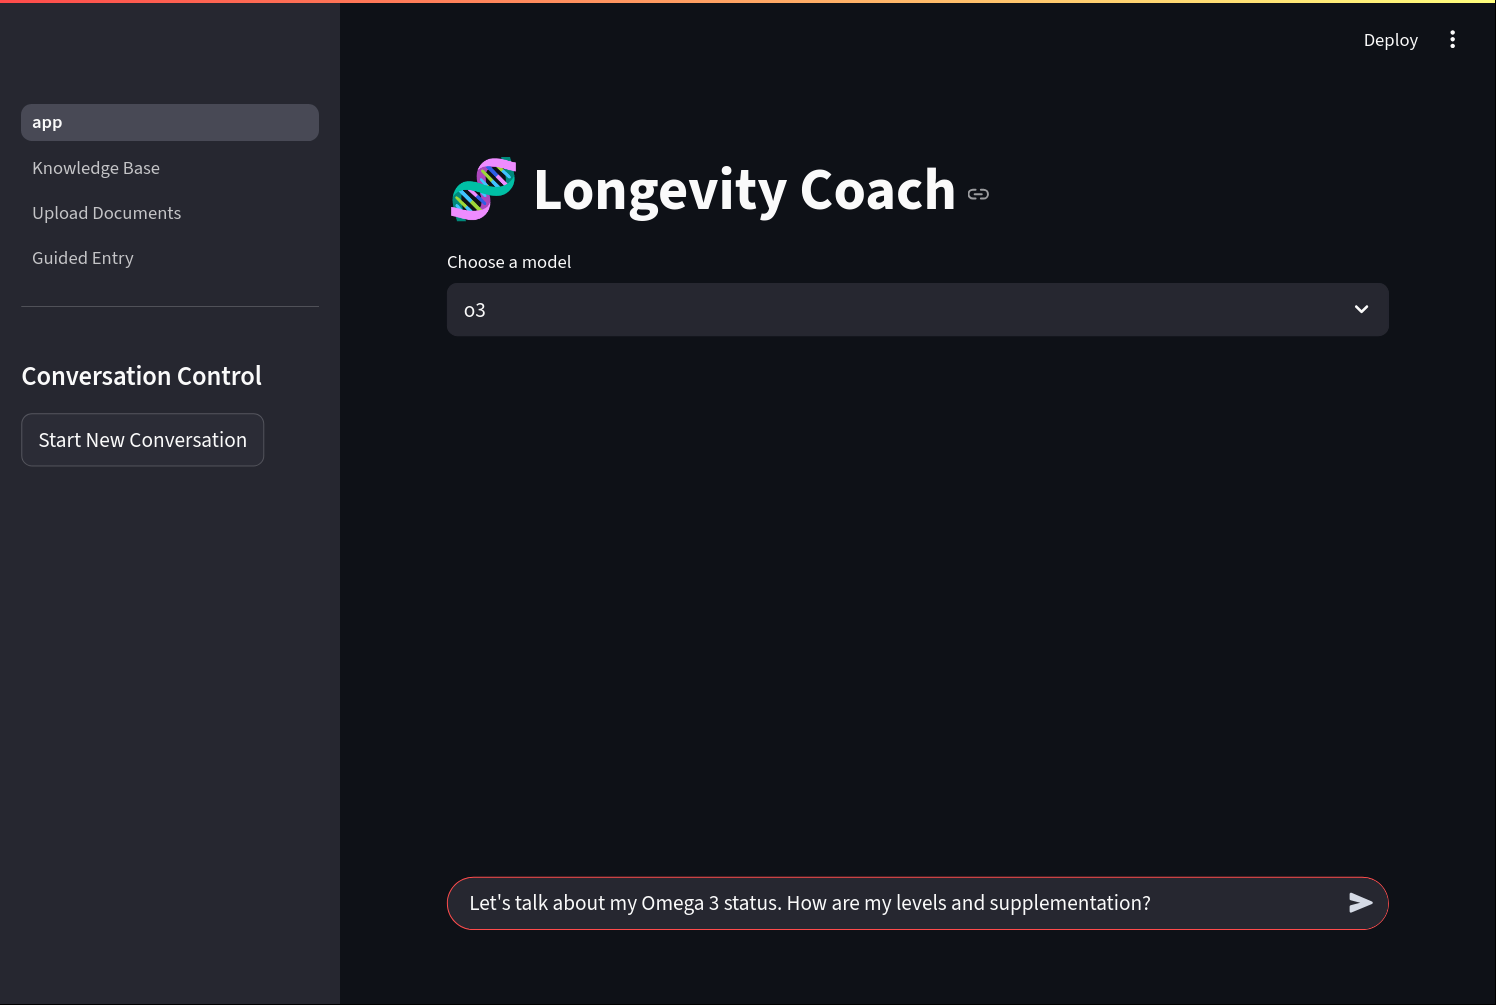 Deploy
app
Knowledge Base
Upload Documents
Guided Entry
Conversation Control
Start New Conversation
Longevity Coach
Choose a model
o3
Let's talk about my Omega 3 status. How are my levels and supplementation?